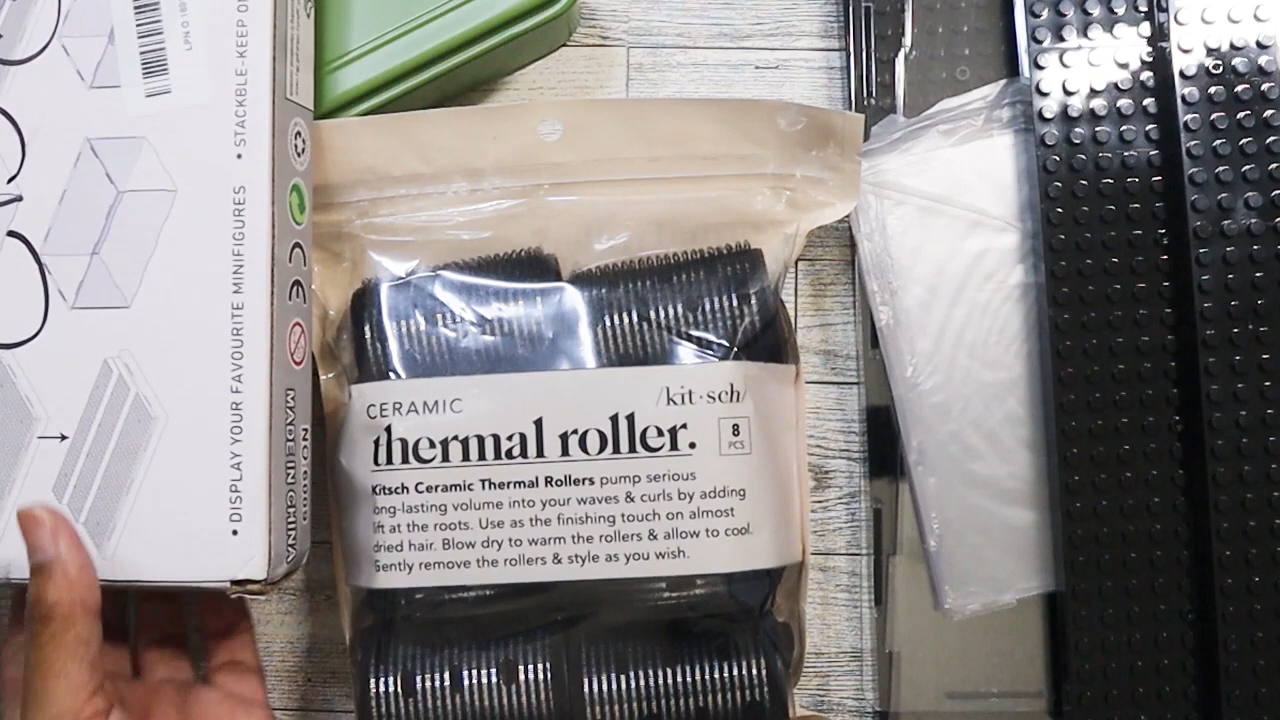 LPN
• STACKBLE-KEEP
• DISPLAY YOUR FAVOURITE MINIFIGURES
MADE IN CHINA
CERAMIC
/kit·sch/
thermal roller.
8
PCS
Kitsch Ceramic Thermal Rollers pump serious
long-lasting volume into your waves & curls by adding
lift at the roots. Use as the finishing touch on almost
dried hair. Blow dry to warm the rollers & allow to cool.
Gently remove the rollers & style as you wish.